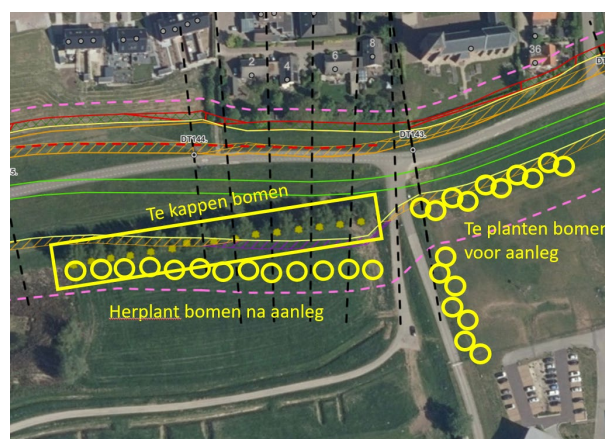 2
4
6
8
36
DT144.
DT143.
5.
Te kappen bomen
Te planten bomen
voor aanleg
Herplant bomen na aanleg